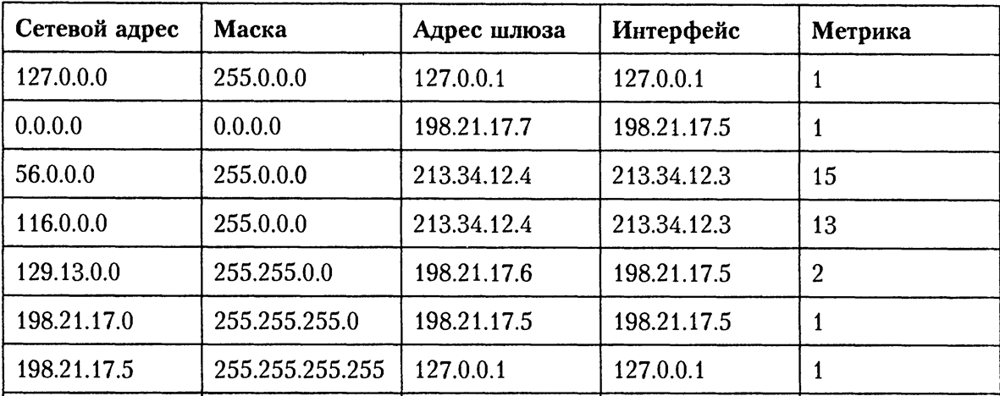 Сетевой адрес Маска Адрес шлюза Интерфейс Метрика
127.0.0.0 255.0.0.0 127.0.0.1 127.0.0.1 1
0.0.0.0 0.0.0.0 198.21.17.7 198.21.17.5 1
56.0.0.0 255.0.0.0 213.34.12.4 213.34.12.3 15
116.0.0.0 255.0.0.0 213.34.12.4 213.34.12.3 13
129.13.0.0 255.255.0.0 198.21.17.6 198.21.17.5 2
198.21.17.0 255.255.255.0 198.21.17.5 198.21.17.5 1
198.21.17.5 255.255.255.255 127.0.0.1 127.0.0.1 1